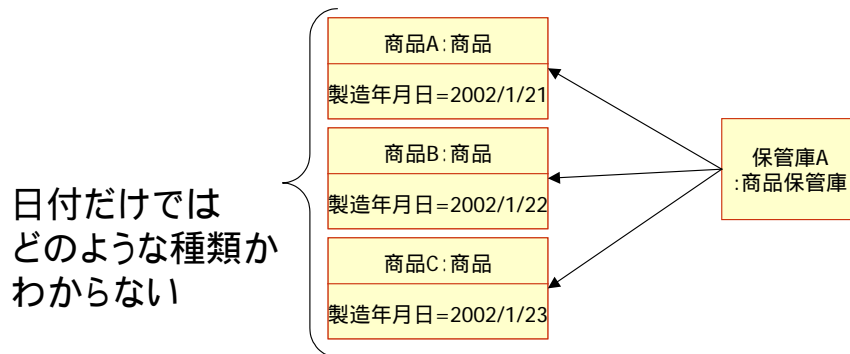 商品A:商品
製造年月日=2002/1/21
商品B:商品
製造年月日=2002/1/22
商品C:商品
製造年月日=2002/1/23
保管庫A
:商品保管庫
日付だけでは
どのような種類か
わからない